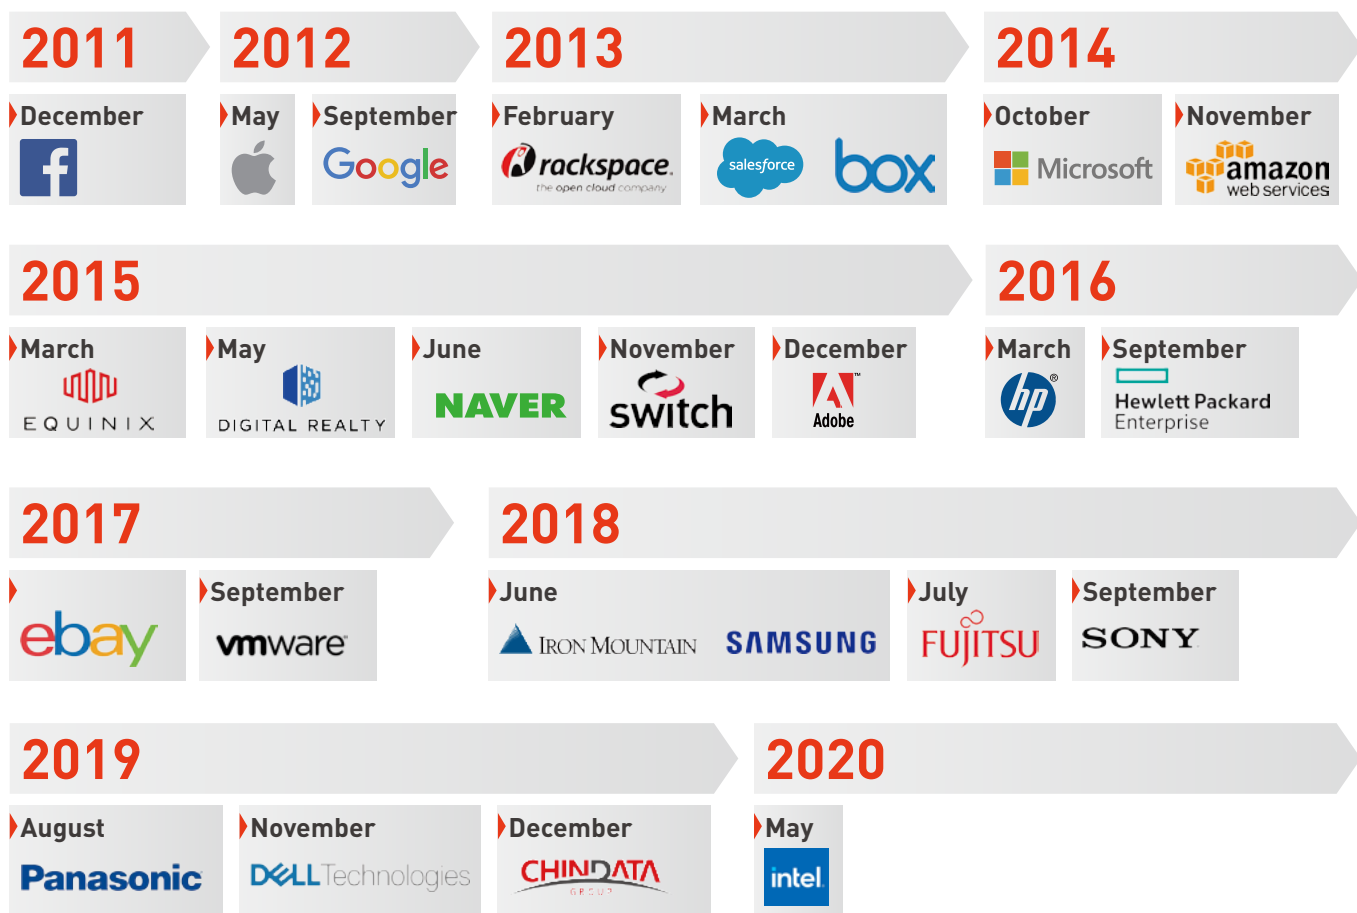 2011
2012
2013
2014
December
May
September
February
March
October
November
Google
rackspace.
the open cloud company
salesforce
box
Microsoft
amazon
web services
2015
2016
March
May
June
November
December
March
September
EQUINIX
DIGITAL REALTY
NAVER
switch
Adobe
hp
Hewlett Packard
Enterprise
2017
2018
September
June
July
September
ebay
vmware
IRON MOUNTAIN
SAMSUNG
FUJITSU
SONY
2019
2020
August
November
December
May
Panasonic
DELL Technologies
CHINDATA
GROUP
intel